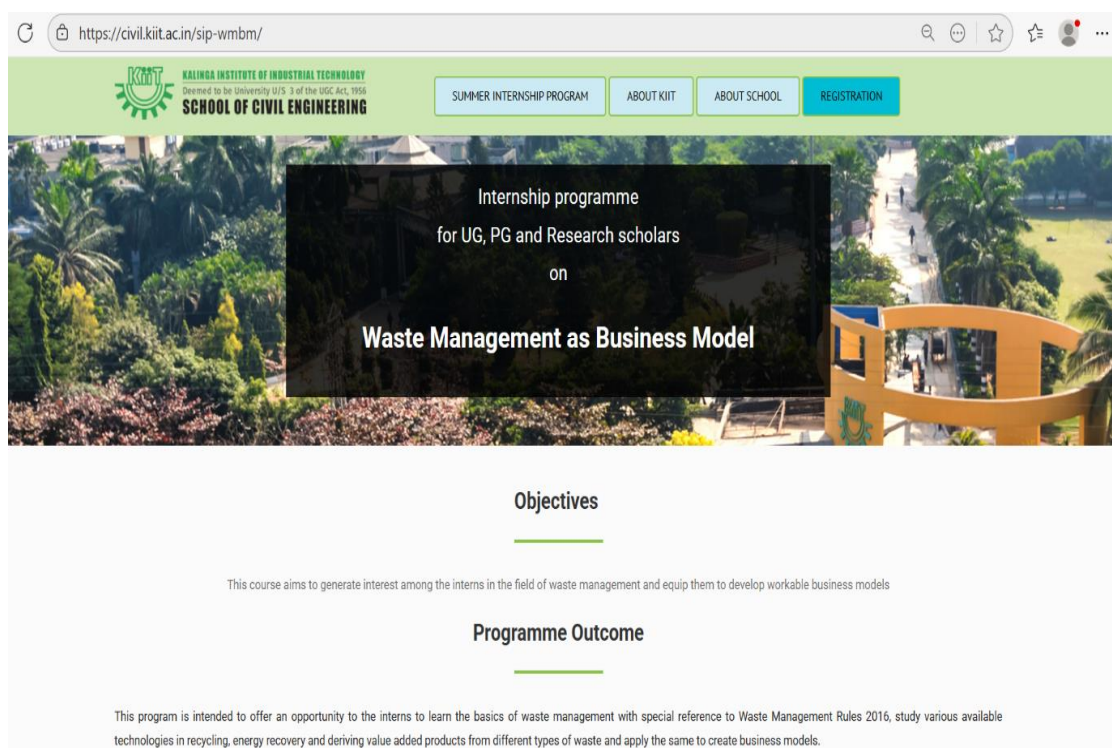 https://civil.kiit.ac.in/sip-wmbm/
KiiT
KALINGA INSTITUTE OF INDUSTRIAL TECHNOLOGY
Deemed to be University U/S 3 of the UGC Act, 1956
SCHOOL OF CIVIL ENGINEERING
SUMMER INTERNSHIP PROGRAM
ABOUT KIIT
ABOUT SCHOOL
REGISTRATION
Internship programme
for UG, PG and Research scholars
on
Waste Management as Business Model
Objectives
This course aims to generate interest among the interns in the field of waste management and equip them to develop workable business models
Programme Outcome
This program is intended to offer an opportunity to the interns to learn the basics of waste management with special reference to Waste Management Rules 2016, study various available
technologies in recycling, energy recovery and deriving value added products from different types of waste and apply the same to create business models.